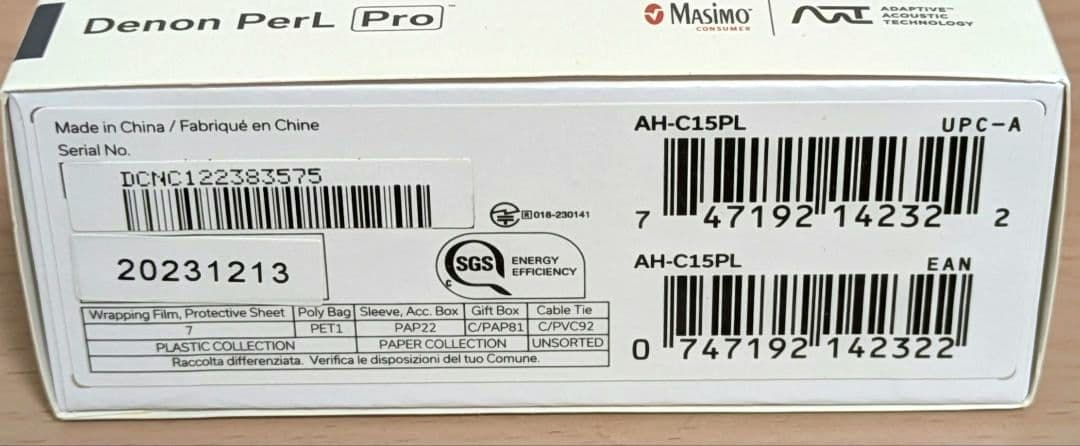 Denon PerL Pro™
MASIMO
CONSUMER
AAT
ADAPTIVE™
ACOUSTIC
TECHNOLOGY
Made in China / Fabriqué en Chine
Serial No.
DCNC122383575
R 018-230141
20231213
SGS
C
ENERGY
EFFICIENCY
AH-C15PL UPC-A
7 47192 14232 2
AH-C15PL EAN
0 747192 142322
Wrapping Film, Protective Sheet Poly Bag Sleeve, Acc. Box Gift Box Cable Tie
7 PET1 PAP22 C/PAP81 C/PVC92
PLASTIC COLLECTION PAPER COLLECTION UNSORTED
Raccolta differenziata. Verifica le disposizioni del tuo Comune.